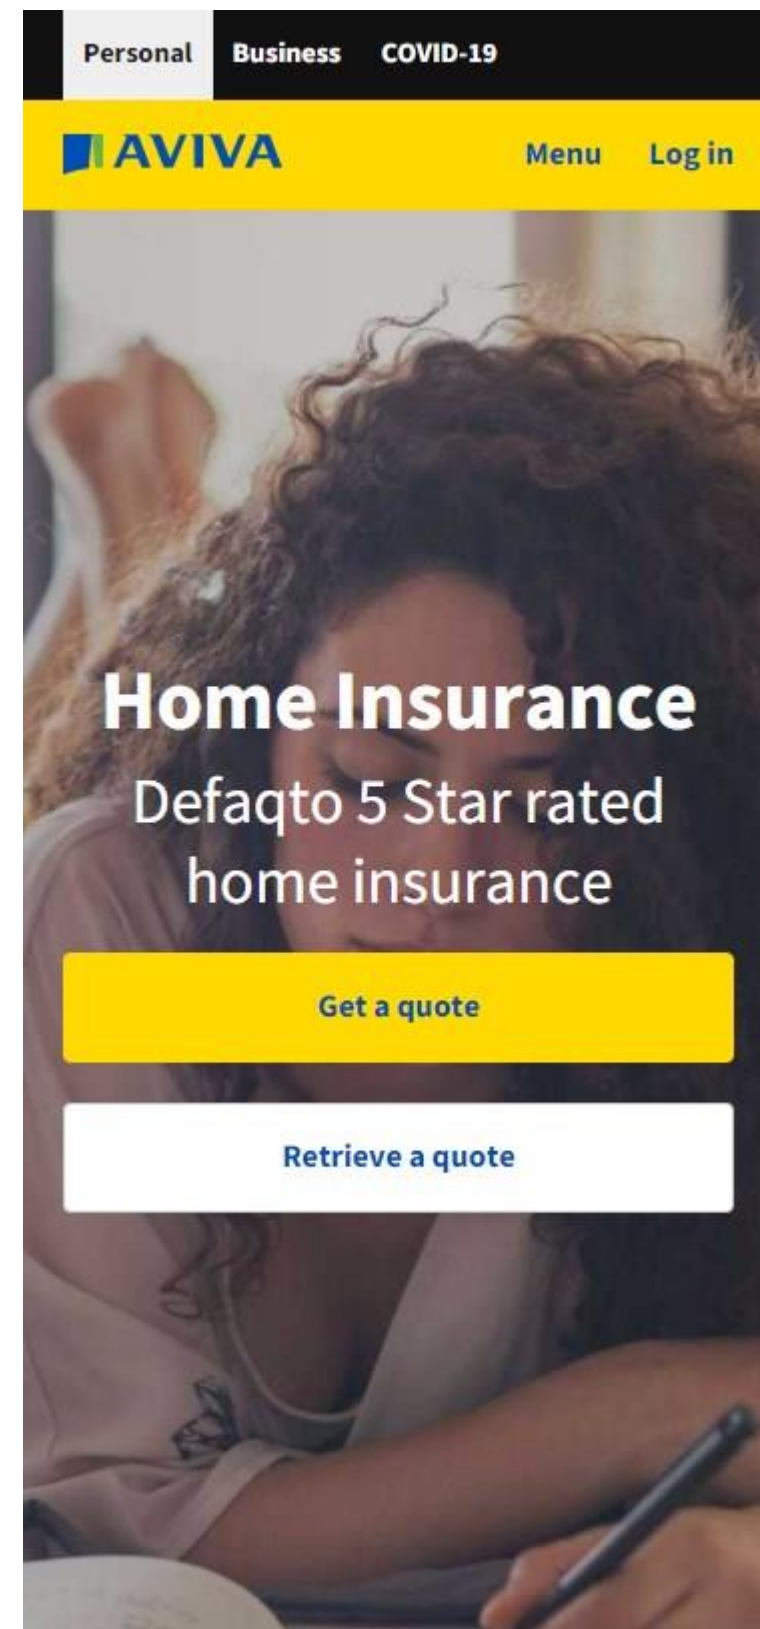 Personal Business COVID-19
AVIVA Menu Log in
Home Insurance
Defaqto 5 Star rated
home insurance
Get a quote
Retrieve a quote